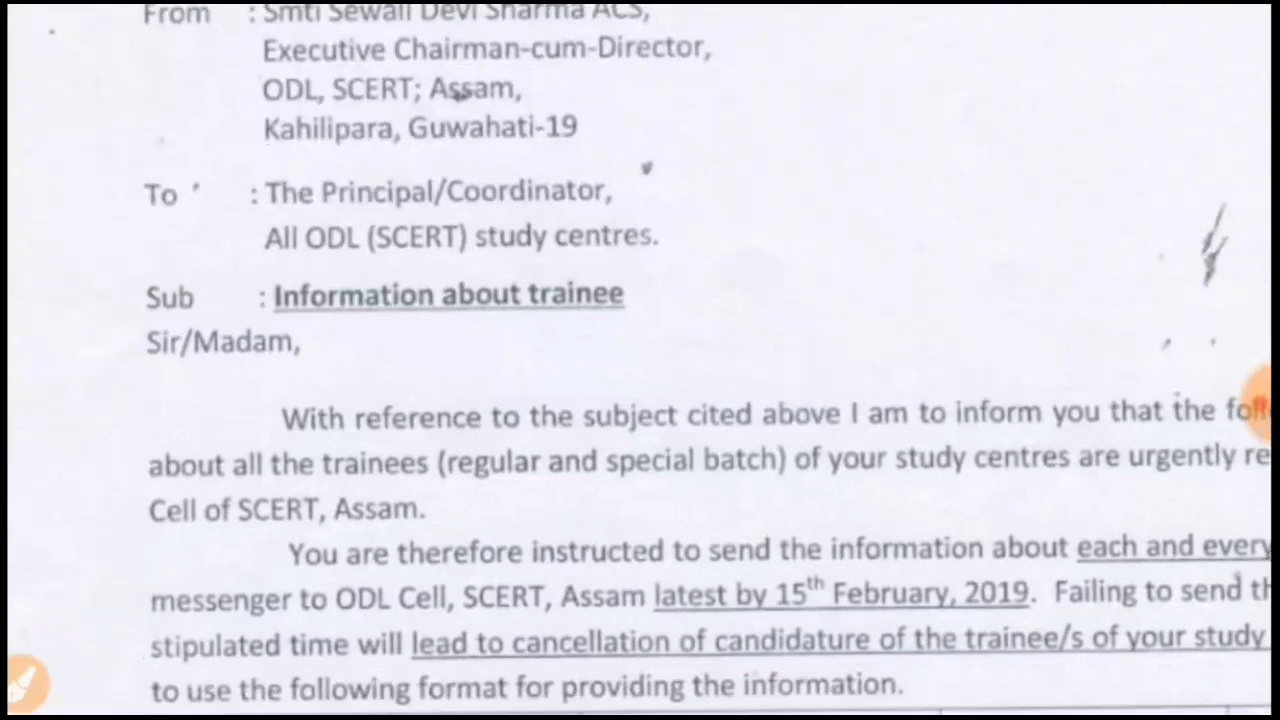 From : Smti Sewali Devi Sharma ACS,
Executive Chairman-cum-Director,
ODL, SCERT; Assam,
Kahilipara, Guwahati-19
To : The Principal/Coordinator,
All ODL (SCERT) study centres.
Sub : Information about trainee
Sir/Madam,
With reference to the subject cited above I am to inform you that the
about all the trainees (regular and special batch) of your study centres are urgently
Cell of SCERT, Assam.
You are therefore instructed to send the information about each and every
messenger to ODL Cell, SCERT, Assam latest by 15th February, 2019. Failing to send
stipulated time will lead to cancellation of candidature of the trainee/s of your study
to use the following format for providing the information.